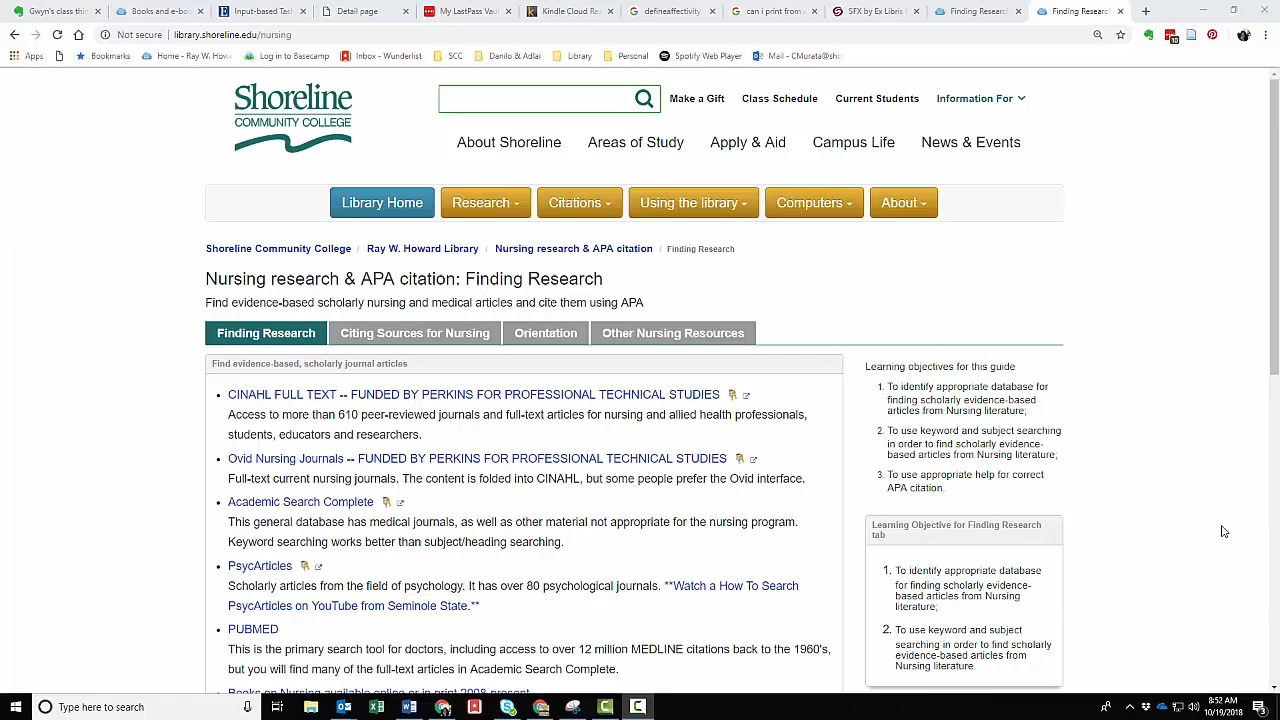 Gwyn's class thin
Books and e-boo
Input-based Tas
Detail page
My LastPass Vau
Kindle Cloud Re
defineaffectivity
can i print from
SFX by Ex Libris
Finding Researc
Finding Researc
Not secure | library.shoreline.edu/nursing
Apps
Bookmarks
Home - Ray W. Howa
Log in to Basecamp
Inbox - Wunderlist
SCC
Danilo & Adlai
Library
Personal
Spotify Web Player
Mail - CMurata@sho
Shoreline
COMMUNITY COLLEGE
Make a Gift Class Schedule Current Students Information For
About Shoreline Areas of Study Apply & Aid Campus Life News & Events
Library Home Research Citations Using the library Computers About
Shoreline Community College / Ray W. Howard Library / Nursing research & APA citation / Finding Research
Nursing research & APA citation: Finding Research
Find evidence-based scholarly nursing and medical articles and cite them using APA
Finding Research Citing Sources for Nursing Orientation Other Nursing Resources
Find evidence-based, scholarly journal articles
CINAHL FULL TEXT -- FUNDED BY PERKINS FOR PROFESSIONAL TECHNICAL STUDIES
Access to more than 610 peer-reviewed journals and full-text articles for nursing and allied health professionals,
students, educators and researchers.
Ovid Nursing Journals -- FUNDED BY PERKINS FOR PROFESSIONAL TECHNICAL STUDIES
Full-text current nursing journals. The content is folded into CINAHL, but some people prefer the Ovid interface.
Academic Search Complete
This general database has medical journals, as well as other material not appropriate for the nursing program.
Keyword searching works better than subject/heading searching.
PsycArticles
Scholarly articles from the field of psychology. It has over 80 psychological journals. **Watch a How To Search
PsycArticles on YouTube from Seminole State.**
PUBMED
This is the primary search tool for doctors, including access to over 12 million MEDLINE citations back to the 1960's,
but you will find many of the full-text articles in Academic Search Complete.
Books on Nursing available online or in print 2008-present
Learning objectives for this guide
1. To identify appropriate database for
finding scholarly evidence-based
articles from Nursing literature;
2. To use keyword and subject searching
in order to find scholarly evidence-
based articles from Nursing literature;
3. To use appropriate help for correct
APA citation.
Learning Objective for Finding Research
tab
1. To identify appropriate database
for finding scholarly evidence-
based articles from Nursing
literature;
2. To use keyword and subject
searching in order to find scholarly
evidence-based articles from
Nursing literature.
Type here to search
8:52 AM
10/19/2018